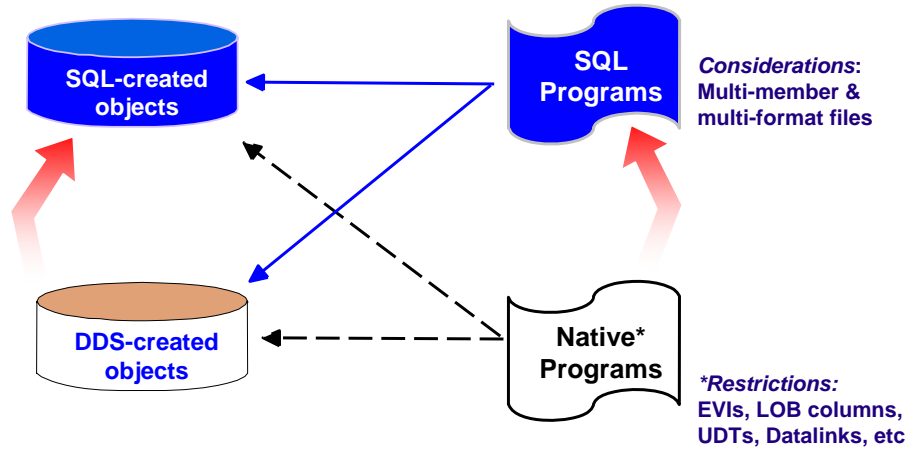 SQL-created
objects
SQL
Programs
Considerations:
Multi-member &
multi-format files
DDS-created
objects
Native*
Programs
*Restrictions:
EVIs, LOB columns,
UDTs, Datalinks, etc